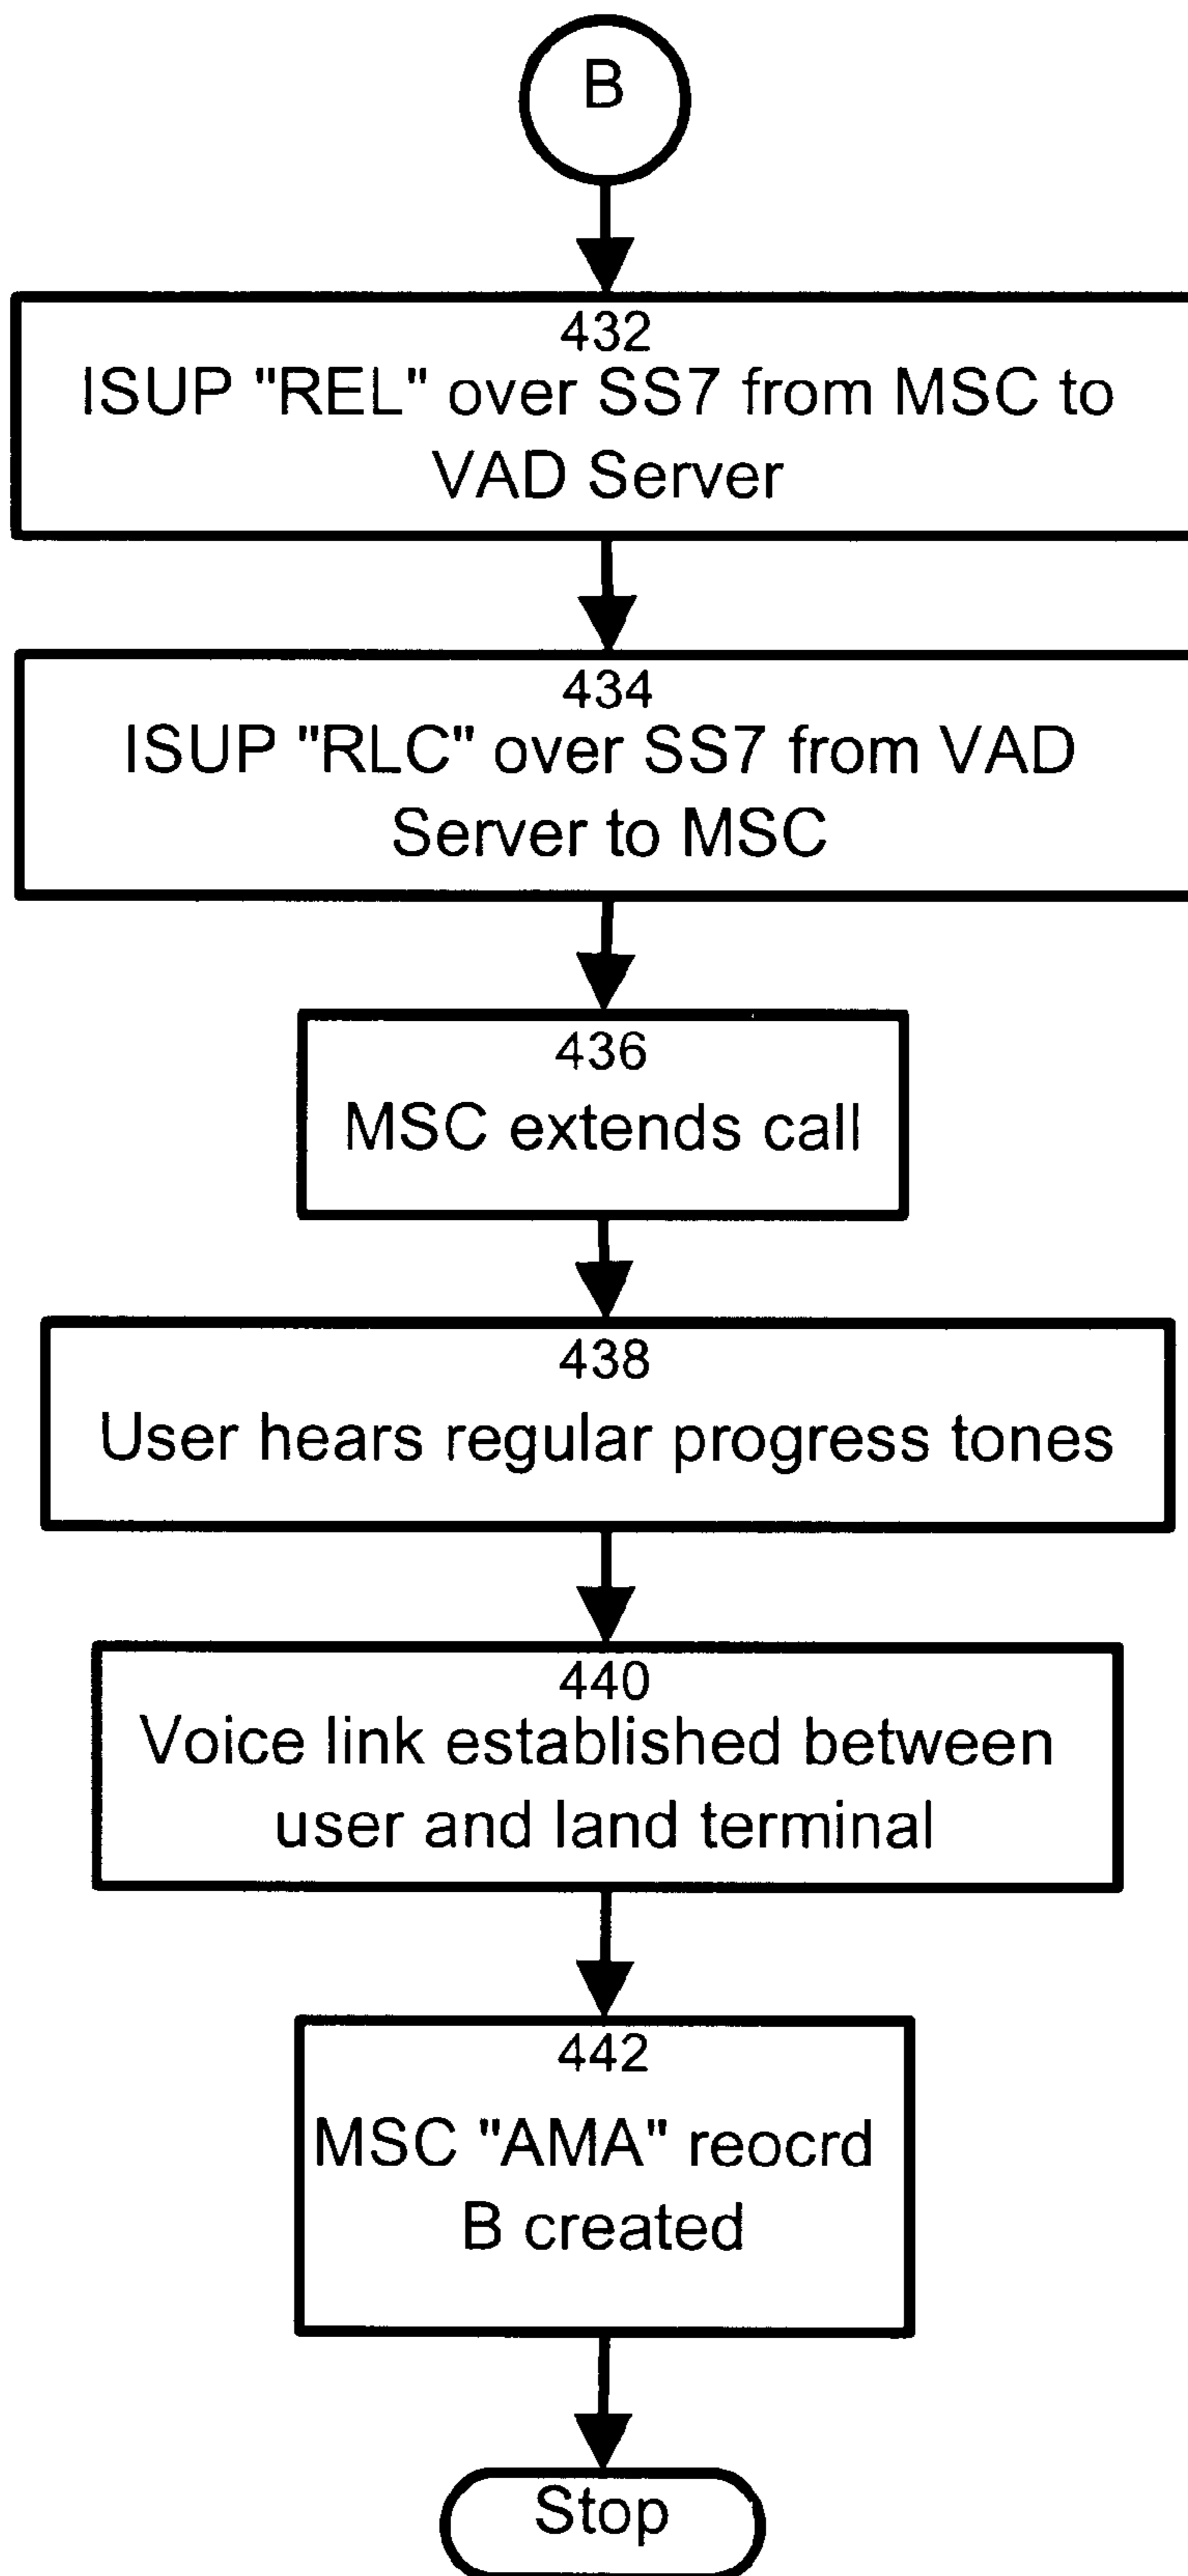 B
432
ISUP "REL" over SS7 from MSC to
VAD Server
434
ISUP "RLC" over SS7 from VAD
Server to MSC
436
MSC extends call
438
User hears regular progress tones
440
Voice link established between
user and land terminal
442
MSC "AMA" reocrd
B created
Stop